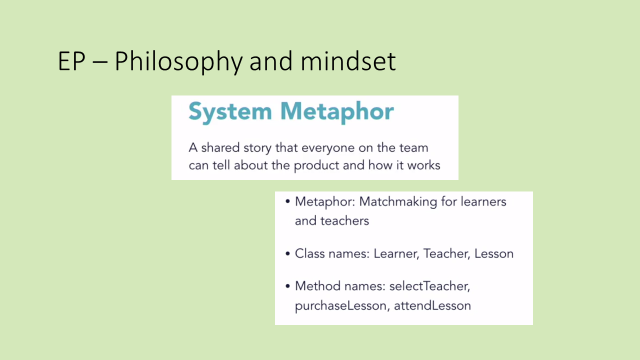 EP – Philosophy and mindset
System Metaphor
A shared story that everyone on the team
can tell about the product and how it works
• Metaphor: Matchmaking for learners
and teachers
• Class names: Learner, Teacher, Lesson
• Method names: selectTeacher,
purchaseLesson, attendLesson